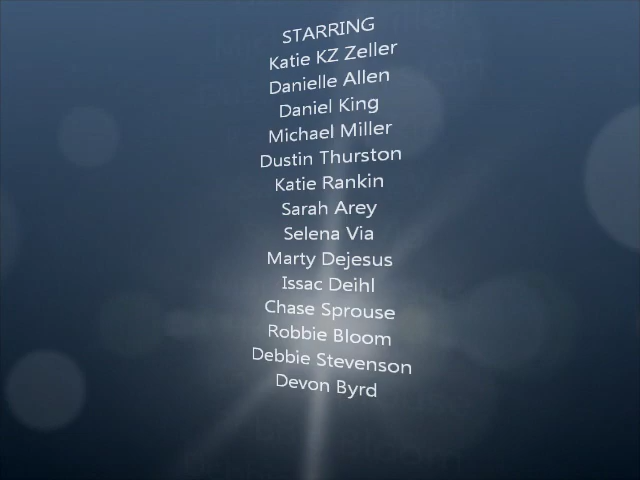 STARRING
Katie KZ Zeller
Danielle Allen
Daniel King
Michael Miller
Dustin Thurston
Katie Rankin
Sarah Arey
Selena Via
Marty Dejesus
Issac Deihl
Chase Sprouse
Robbie Bloom
Debbie Stevenson
Devon Byrd